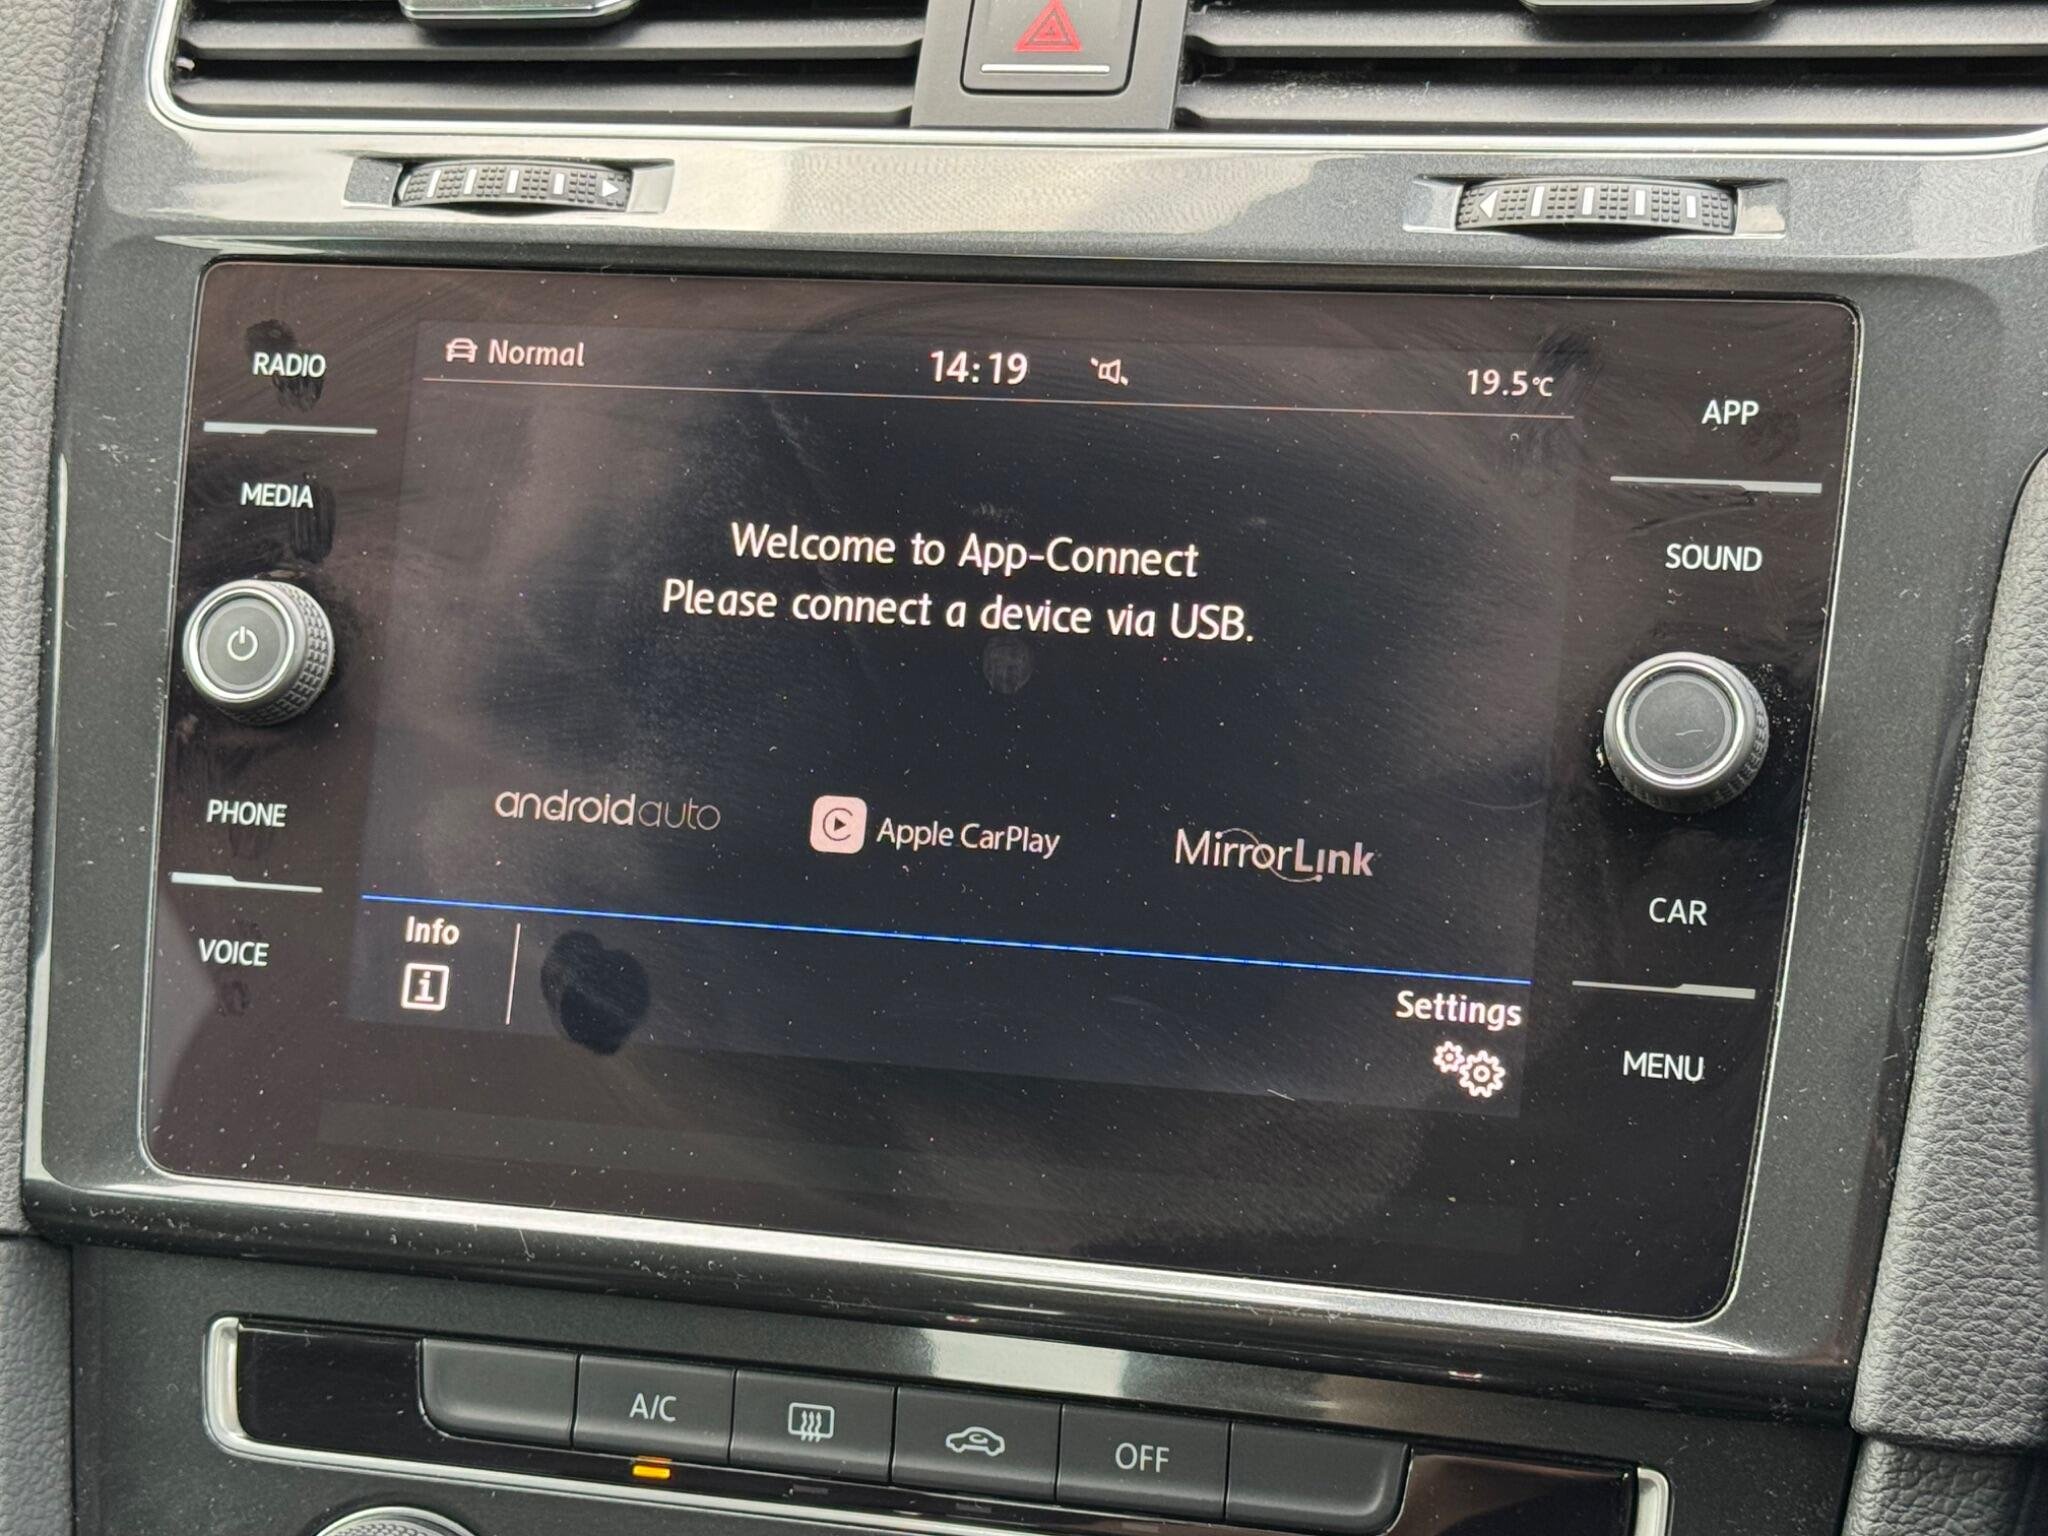 RADIO
MEDIA
PHONE
VOICE
Normal
14:19
19.5°C
Welcome to App-Connect
Please connect a device via USB.
androidauto
Apple CarPlay
MirrorLink
Info
i
Settings
APP
SOUND
CAR
MENU
A/C
OFF